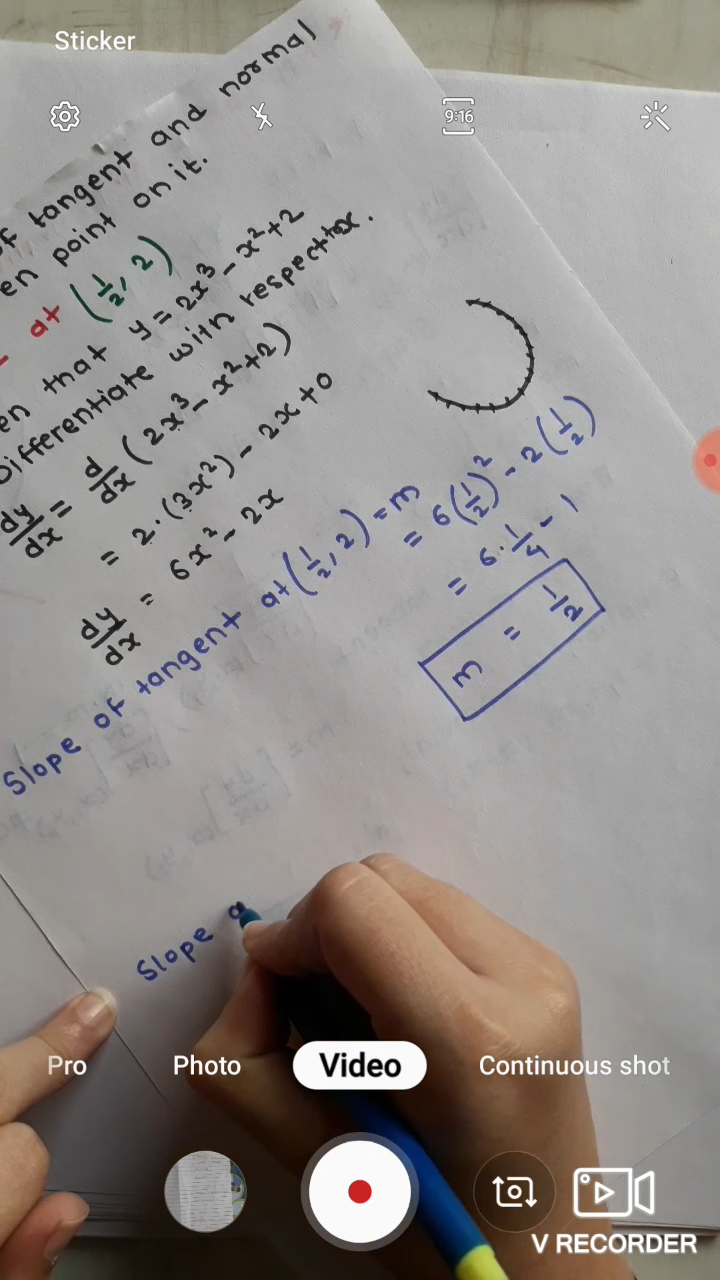 Sticker
9:16
of tangent and normal
en point on it.
at (1/2, 2)
en that y = 2x³ - x² + 2
Differentiate with respect to x.
dy/dx = d/dx (2x³ - x² + 2)
= 2·(3x²) - 2x + 0
dy/dx = 6x² - 2x
Slope of tangent at (1/2, 2) = m
= 6(1/2)² - 2(1/2)
= 6·1/4 - 1
m = 1/2
Slope o
Pro Photo Video Continuous shot
V RECORDER